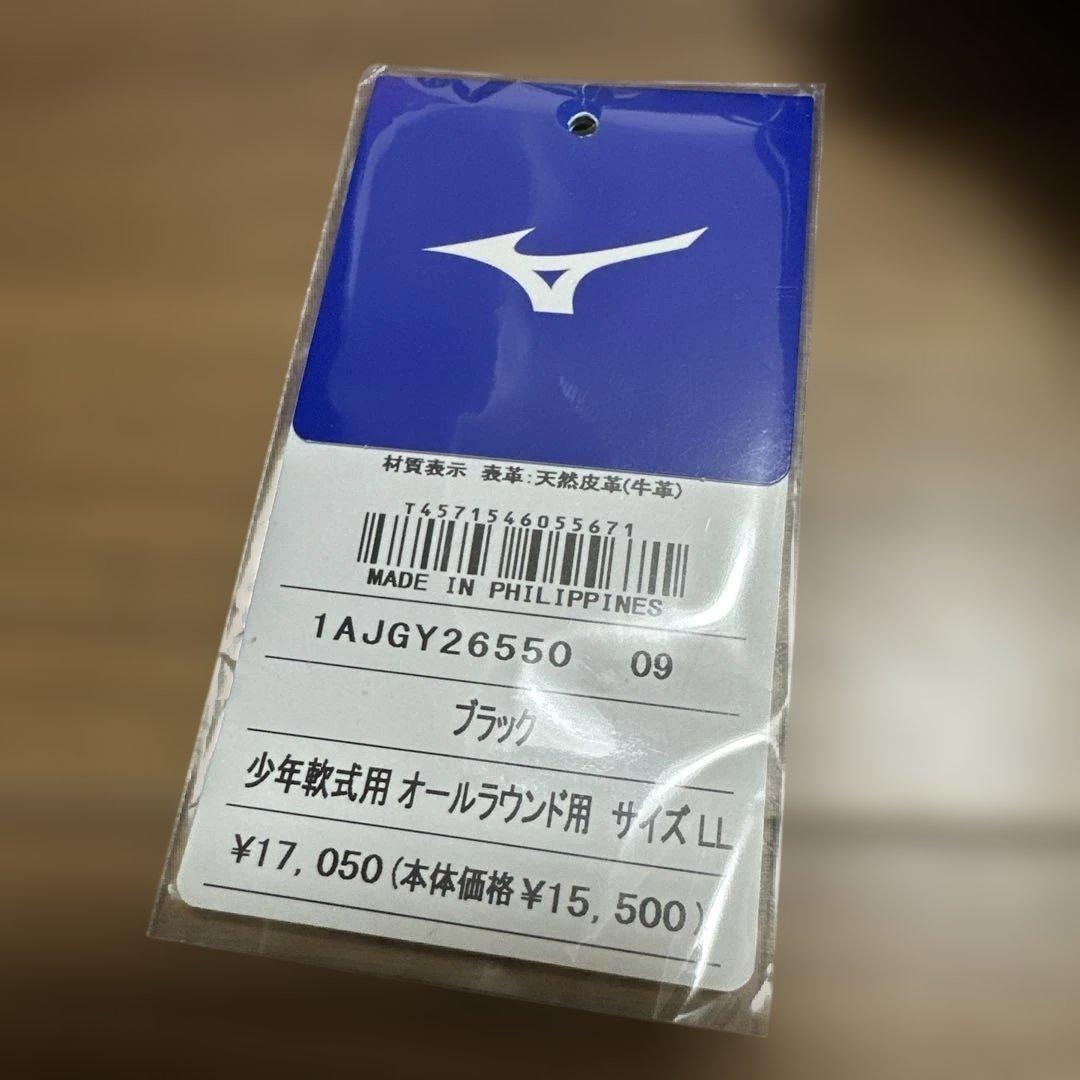 材質表示 表革:天然皮革(牛革)
T4571546055671
MADE IN PHILIPPINES
1AJGY26550 09
ブラック
少年軟式用 オールラウンド用 サイズ LL
¥17,050(本体価格¥15,500)